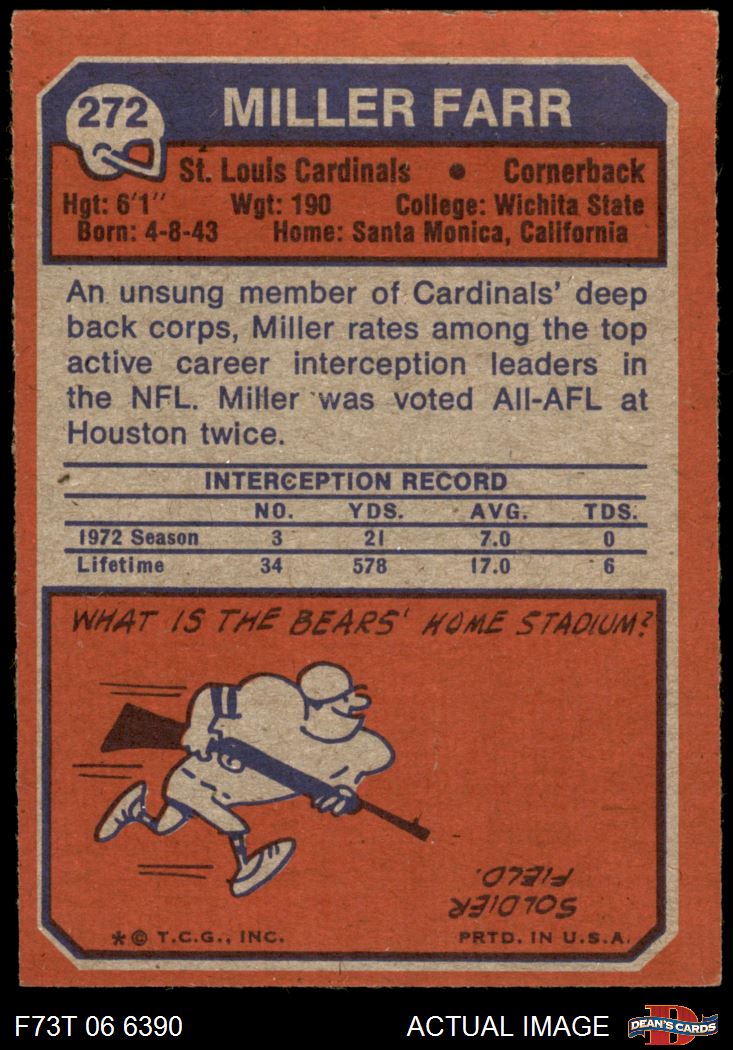 272
MILLER FARR
St. Louis Cardinals • Cornerback
Hgt: 6'1" Wgt: 190 College: Wichita State
Born: 4-8-43 Home: Santa Monica, California
An unsung member of Cardinals' deep
back corps, Miller rates among the top
active career interception leaders in
the NFL. Miller was voted All-AFL at
Houston twice.
INTERCEPTION RECORD
NO. YDS. AVG. TDS.
1972 Season 3 21 7.0 0
Lifetime 34 578 17.0 6
WHAT IS THE BEARS' HOME STADIUM?
SOLDIER
FIELD.
*© T.C.G., INC. PRTD. IN U.S.A.
F73T 06 6390 ACTUAL IMAGE
D
DEAN'S CARDS